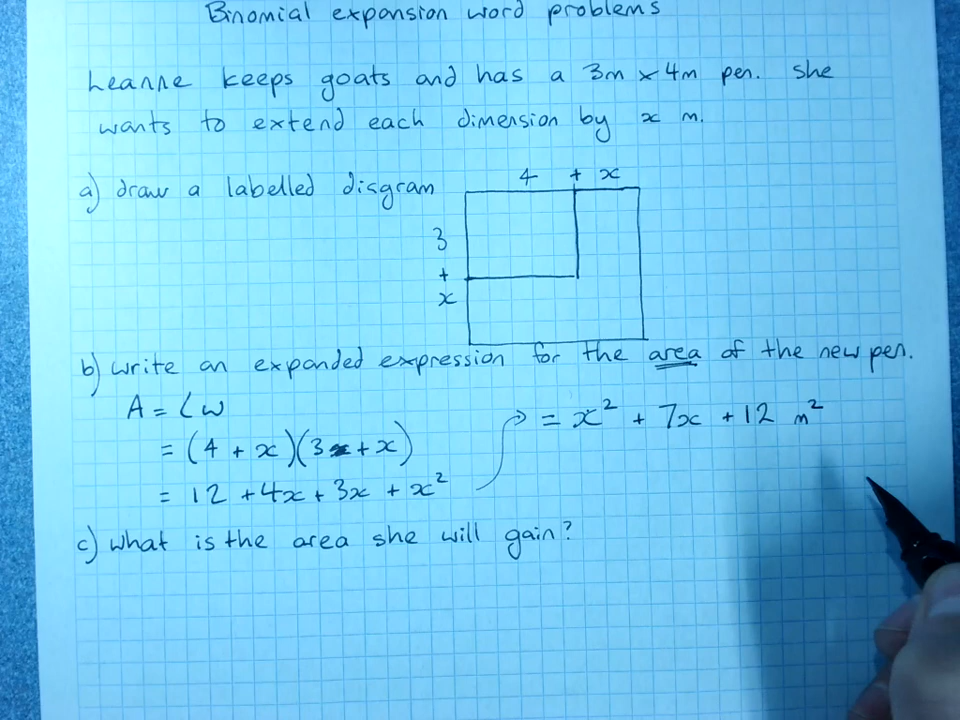 Binomial expansion word problems
Leanne keeps goats and has a 3m x 4m pen. she
wants to extend each dimension by x m.
a) draw a labelled disgram
4 + x
3
+
x
b) write an expanded expression for the area of the new pen.
A = Lw
= (4 + x)(3 + x)
= 12 + 4x + 3x + x²
= x² + 7x + 12 m²
c) what is the area she will gain?